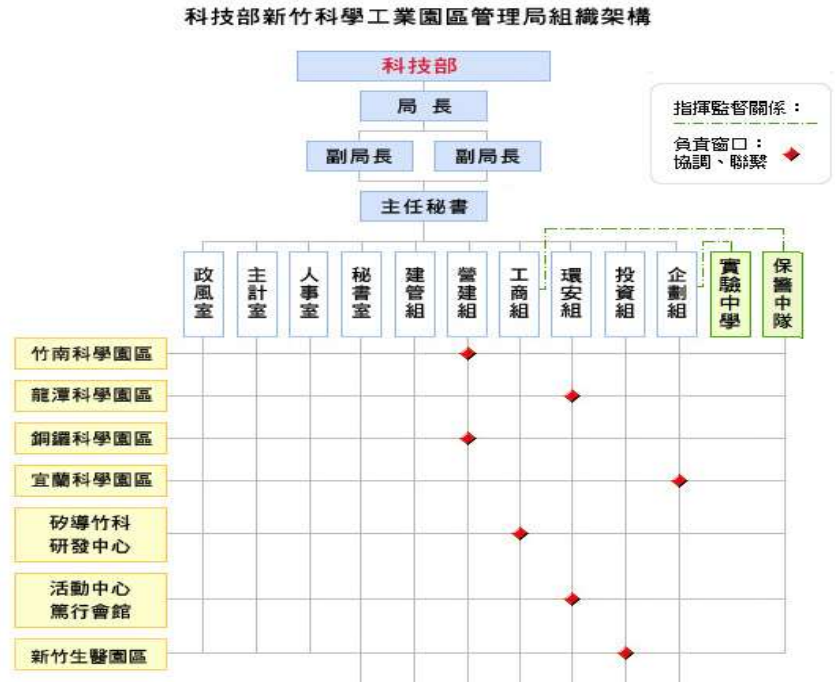 科技部新竹科學工業園區管理局組織架構
科技部
局 長
指揮監督關係：
負責窗口：
協調、聯繫
副局長
副局長
主任秘書
政風室
主計室
人事室
秘書室
建管組
營建組
工商組
環安組
投資組
企劃組
實驗中學
保警中隊
竹南科學園區
龍潭科學園區
銅鑼科學園區
宜蘭科學園區
矽導竹科
研發中心
活動中心
篤行會館
新竹生醫園區